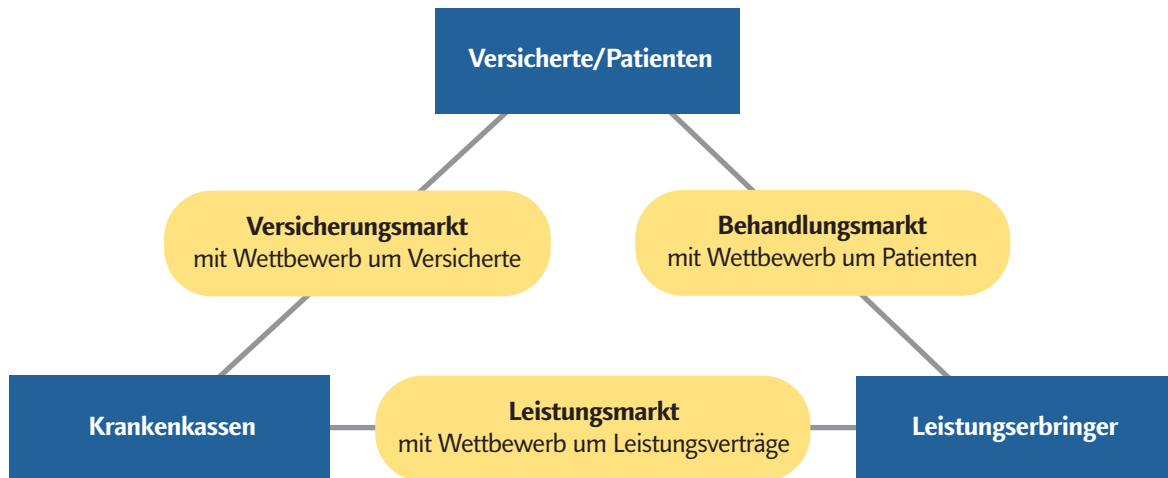 Versicherte/Patienten
Versicherungsmarkt
mit Wettbewerb um Versicherte
Behandlungsmarkt
mit Wettbewerb um Patienten
Krankenkassen
Leistungsmarkt
mit Wettbewerb um Leistungsverträge
Leistungserbringer